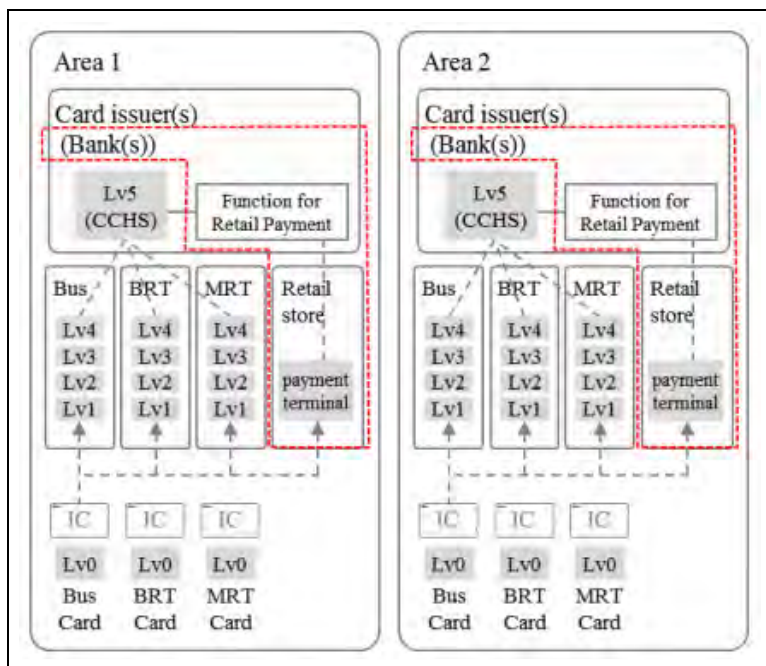 Area 1
Card issuer(s)
(Bank(s))
Lv5
(CCHS)
Function for
Retail Payment
Bus
BRT
MRT
Retail
store
Lv4
Lv3
Lv2
Lv1
Lv4
Lv3
Lv2
Lv1
Lv4
Lv3
Lv2
Lv1
payment
terminal
IC
IC
IC
Lv0
Lv0
Lv0
Bus
Card
BRT
Card
MRT
Card
Area 2
Card issuer(s)
(Bank(s))
Lv5
(CCHS)
Function for
Retail Payment
Bus
BRT
MRT
Retail
store
Lv4
Lv3
Lv2
Lv1
Lv4
Lv3
Lv2
Lv1
Lv4
Lv3
Lv2
Lv1
payment
terminal
IC
IC
IC
Lv0
Lv0
Lv0
Bus
Card
BRT
Card
MRT
Card